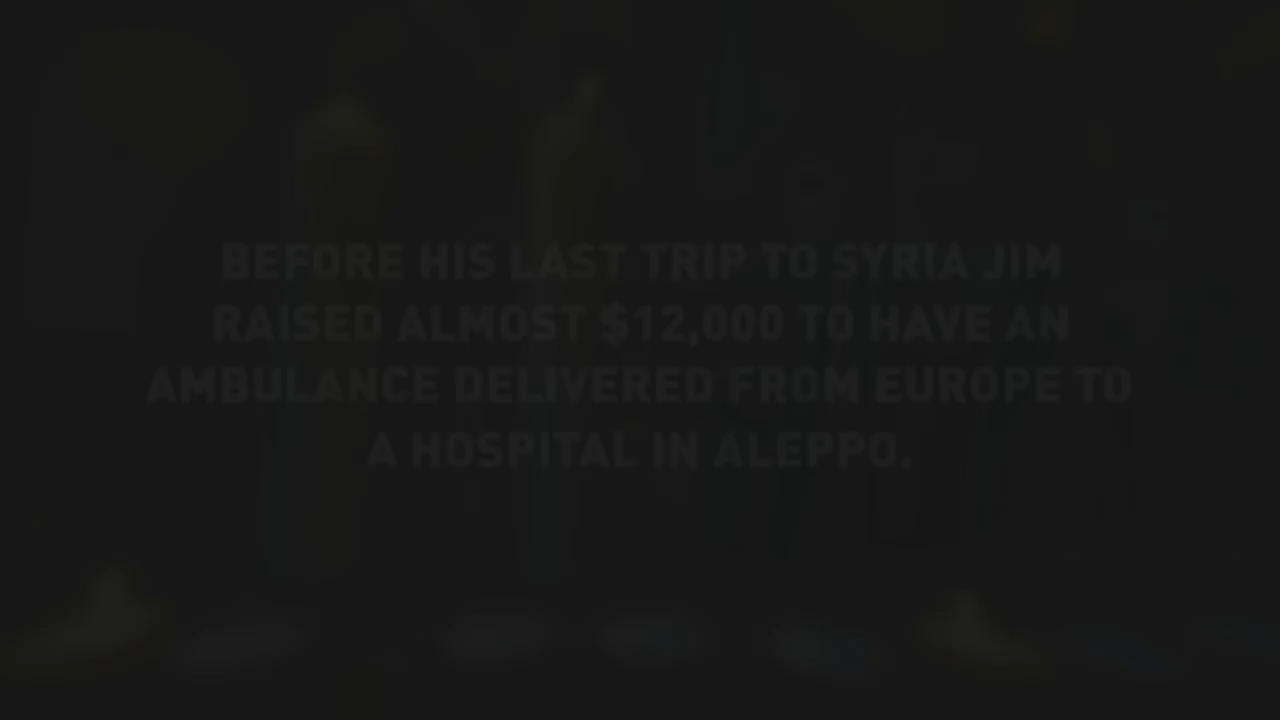 BEFORE HIS LAST TRIP TO SYRIA JIM
RAISED ALMOST $12,000 TO HAVE AN
AMBULANCE DELIVERED FROM EUROPE TO
A HOSPITAL IN ALEPPO.